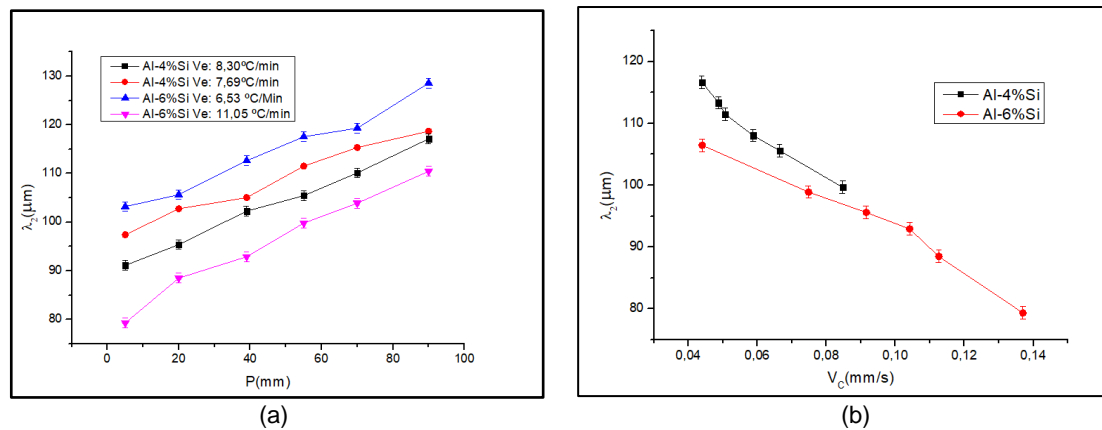 Al-4%Si Ve: 8,30ºC/min
Al-4%Si Ve: 7,69ºC/min
Al-6%Si Ve: 6,53 ºC/Min
Al-6%Si Ve: 11,05 ºC/min
130
120
110
100
90
80
λ₂(μm)
0 20 40 60 80 100
P(mm)
(a)
Al-4%Si
Al-6%Si
120
110
100
90
80
λ₂(μm)
0,04 0,06 0,08 0,10 0,12 0,14
V_C(mm/s)
(b)